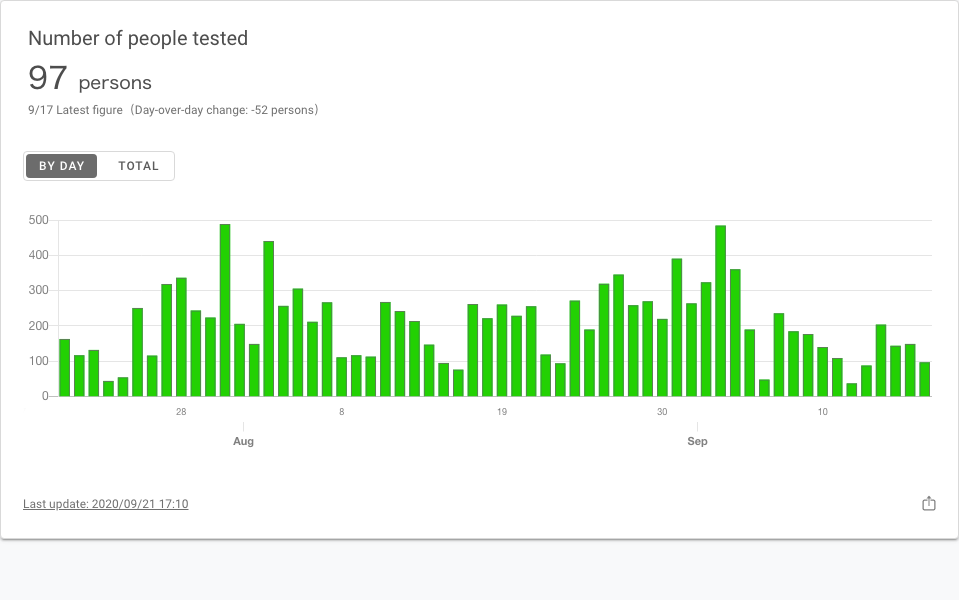 Number of people tested
97 persons
9/17 Latest figure（Day-over-day change: -52 persons）
BY DAY TOTAL
500
400
300
200
100
0
28 8 19 30 10
Aug Sep
Last update: 2020/09/21 17:10